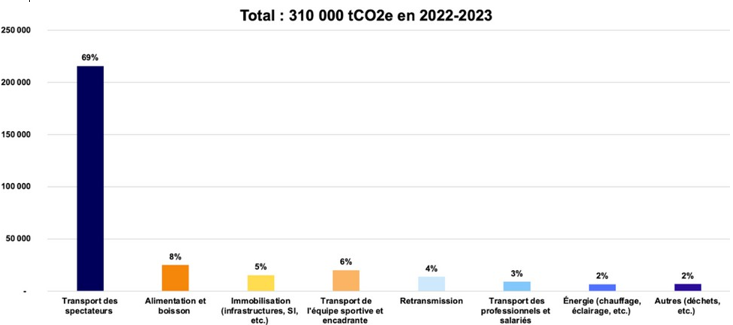 Total : 310 000 tCO2e en 2022-2023
250 000
200 000
150 000
100 000
50 000
-
69%
8%
5%
6%
4%
3%
2%
2%
Transport des
spectateurs
Alimentation et
boisson
Immobilisation
(infrastructures, SI,
etc.)
Transport de
l'équipe sportive et
encadrante
Retransmission
Transport des
professionnels et
salariés
Énergie (chauffage,
éclairage, etc.)
Autres (déchets,
etc.)